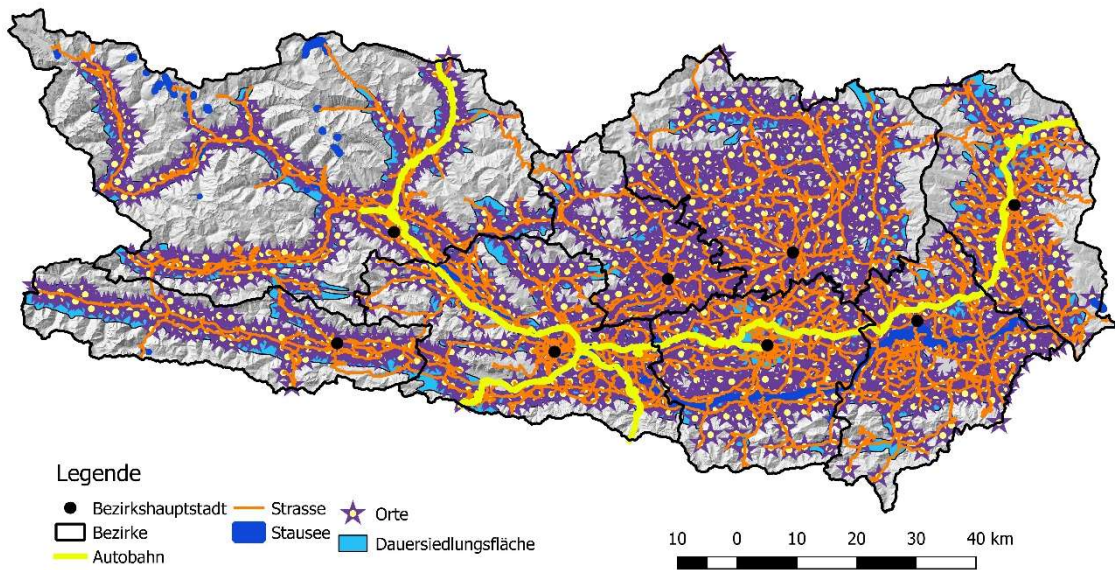 Legende
Bezirkshauptstadt
Strasse
Orte
Bezirke
Stausee
Dauersiedlungsfläche
Autobahn
10 0 10 20 30 40 km